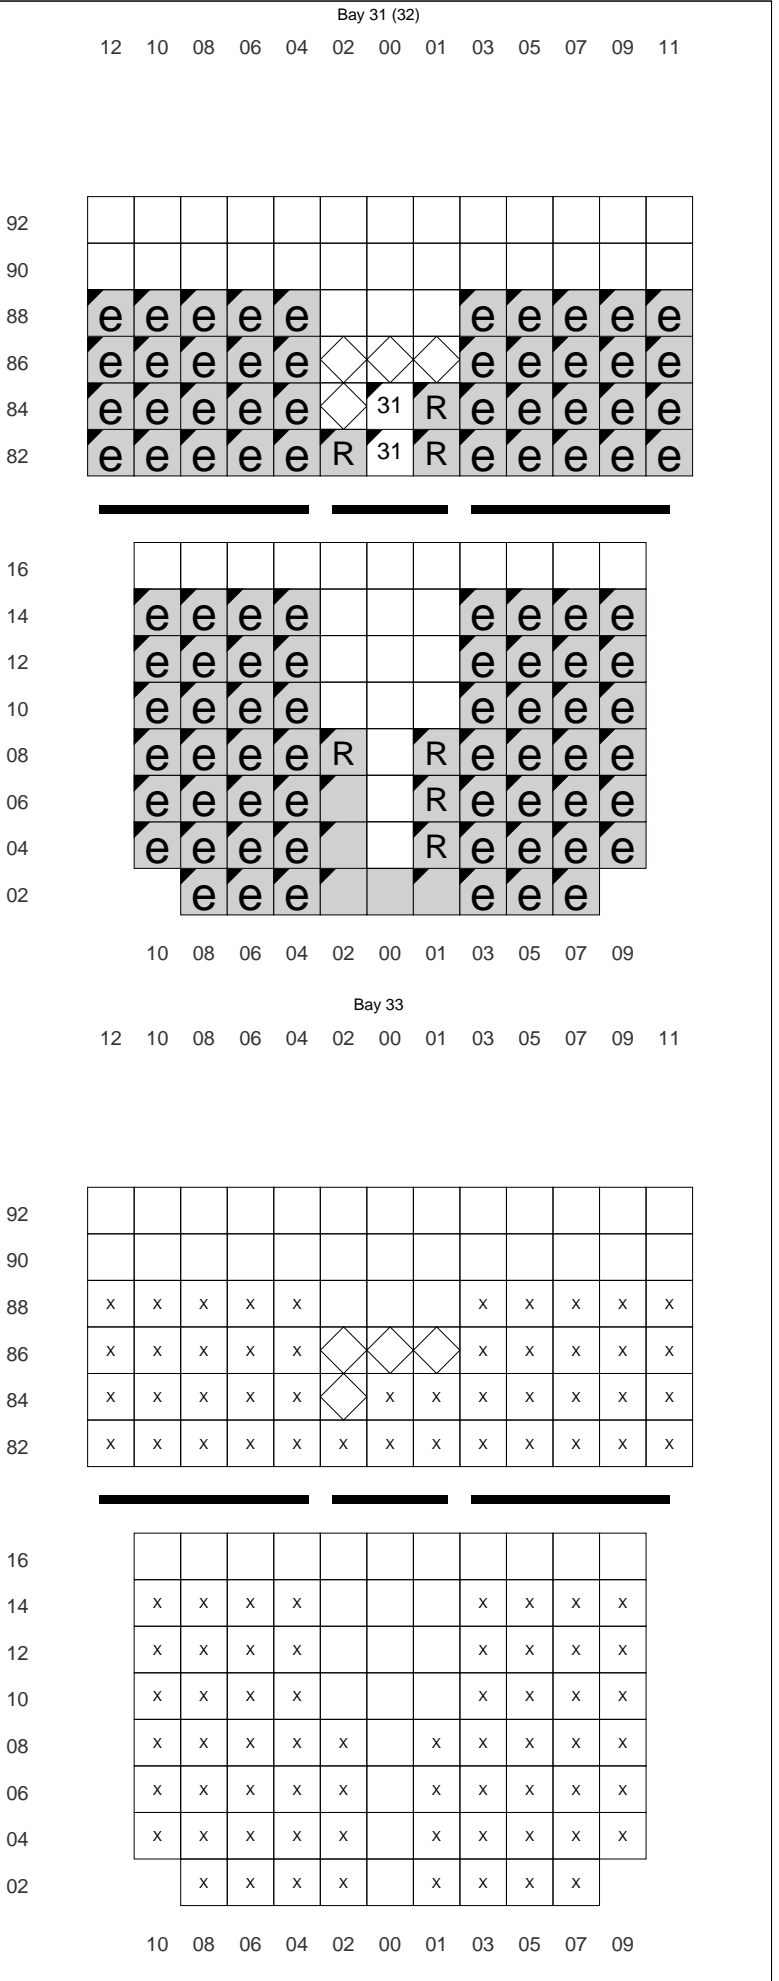 Bay 31 (32)
12 10 08 06 04 02 00 01 03 05 07 09 11
92
90
88 e e e e e e e e e e
86 e e e e e e e e e e
84 e e e e e 31 R e e e e e
82 e e e e e R 31 R e e e e e
16
14 e e e e e e e e
12 e e e e e e e e
10 e e e e e e e e
08 e e e e R R e e e e
06 e e e e R e e e e
04 e e e e R e e e e
02 e e e e e e
10 08 06 04 02 00 01 03 05 07 09
Bay 33
12 10 08 06 04 02 00 01 03 05 07 09 11
92
90
88 x x x x x x x x x x
86 x x x x x x x x x x
84 x x x x x x x x x x x x
82 x x x x x x x x x x x x x
16
14 x x x x x x x x
12 x x x x x x x x
10 x x x x x x x x
08 x x x x x x x x x x
06 x x x x x x x x x x
04 x x x x x x x x x x
02 x x x x x x x x
10 08 06 04 02 00 01 03 05 07 09